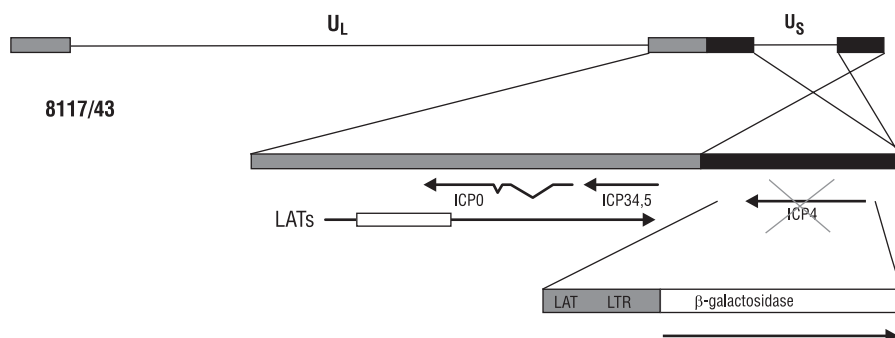 UL
US
8117/43
ICP0
ICP34,5
ICP4
LATs
LAT LTR β-galactosidase